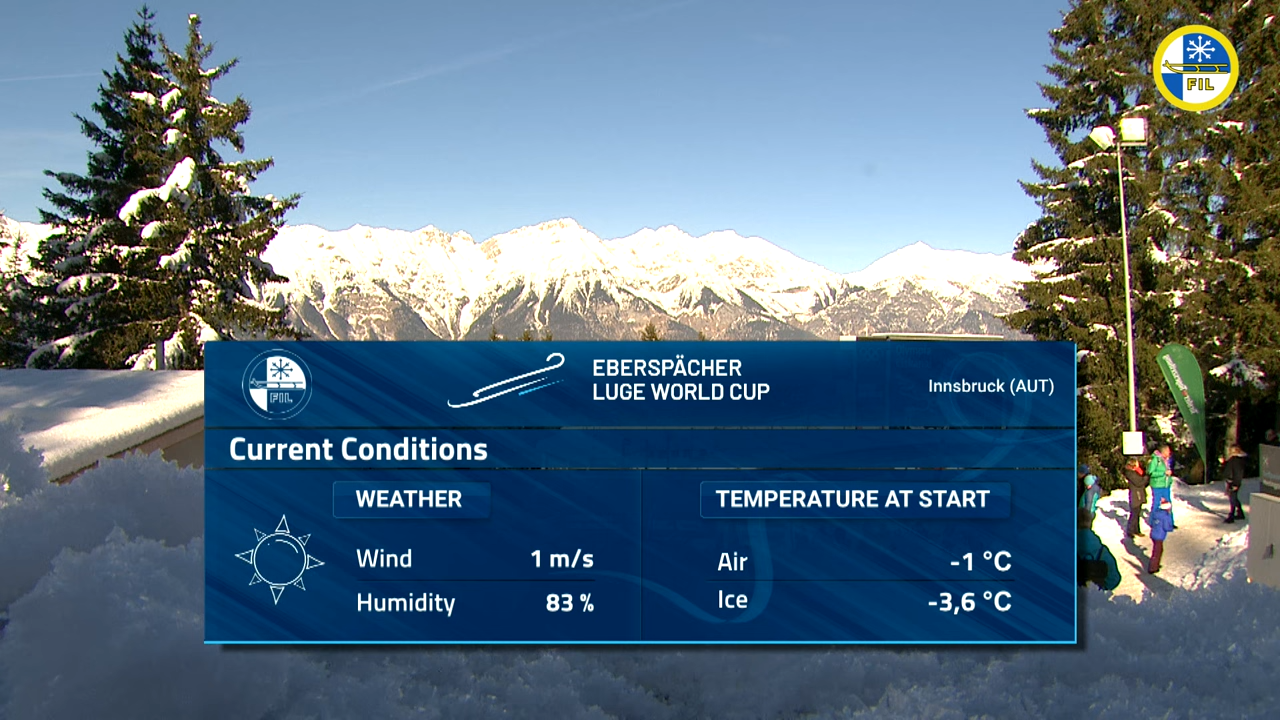 FIL
FIL
EBERSPÄCHER
LUGE WORLD CUP
Innsbruck (AUT)
Current Conditions
WEATHER
TEMPERATURE AT START
Wind 1 m/s
Air -1 °C
Humidity 83 %
Ice -3,6 °C